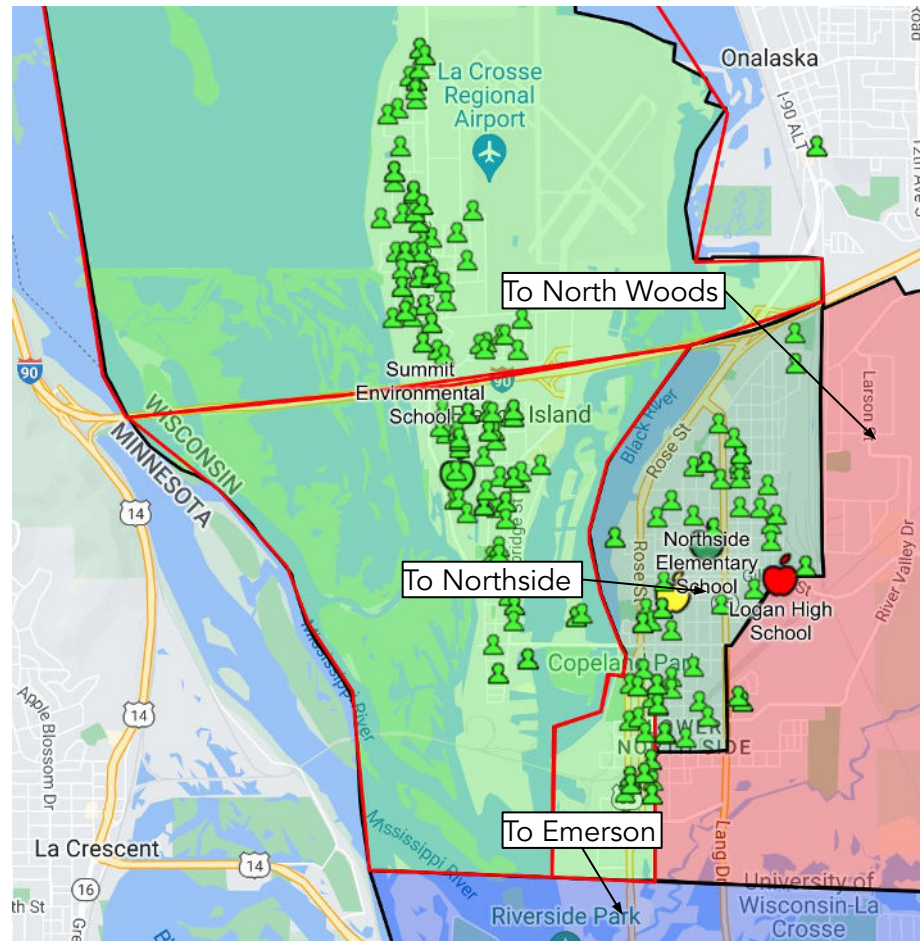 Onalaska
I-90 ALT
12th Ave S
Road
La Crosse
Regional
Airport
To North Woods
Larson St
90
WISCONSIN
MINNESOTA
Summit
Environmental
School
90
Island
Black River
Rose St
14
Northside
Elementary
School
To Northside
Rose St
St
River Valley Dr
Logan High
School
Copeland Park
Mississippi River
Apple Blossom Dr
14
LOWER
NORTHSIDE
To Emerson
Mississippi River
La Crescent
14
16
Lang Dr
University of
Wisconsin-La
Crosse
th St
Riverside Park